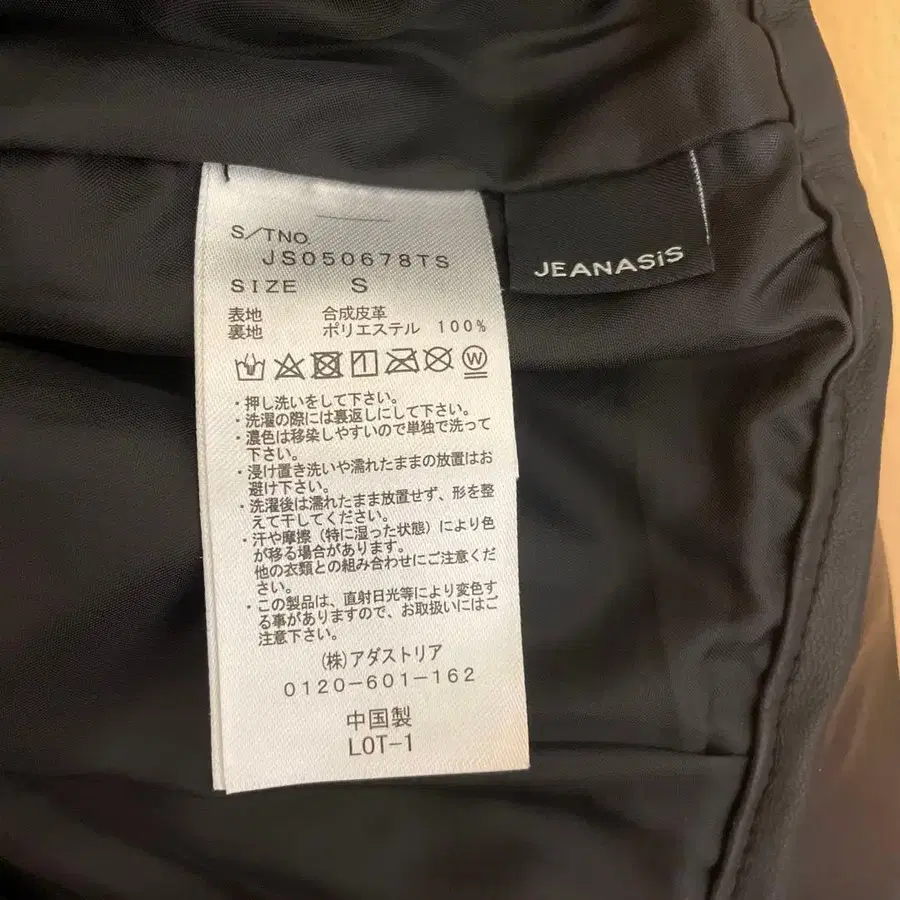 S/TNO.
JS050678TS
SIZE S
表地 合成皮革
裏地 ポリエステル 100%
W
・押し洗いをして下さい。
・洗濯の際には裏返しにして下さい。
・濃色は移染しやすいので単独で洗って
下さい。
・浸け置き洗いや濡れたままの放置はお
避け下さい。
・洗濯後は濡れたまま放置せず、形を整
えて干してください。
・汗や摩擦（特に湿った状態）により色
が移る場合があります。
他の衣類との組み合わせにご注意くだ
さい。
・この製品は、直射日光等により変色す
る事がありますので、お取扱いにはご
注意下さい。
(株)アダストリア
0120-601-162
中国製
LOT-1
JEANASiS